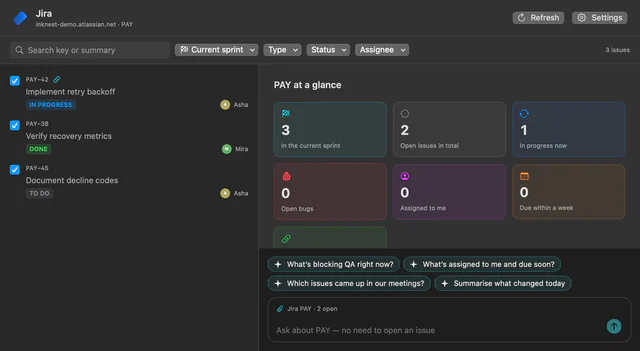 Jira
inknest-demo.atlassian.net · PAY
Refresh
Settings
Search key or summary
Current sprint
Type
Status
Assignee
3 issues
PAY-42
Implement retry backoff
IN PROGRESS
A Asha
PAY-38
Verify recovery metrics
DONE
M Mira
PAY-45
Document decline codes
TO DO
A Asha
PAY at a glance
3
In the current sprint
2
Open issues in total
1
In progress now
0
Open bugs
0
Assigned to me
0
Due within a week
What's blocking QA right now?
What's assigned to me and due soon?
Which issues came up in our meetings?
Summarise what changed today
Jira PAY · 2 open
Ask about PAY — no need to open an issue